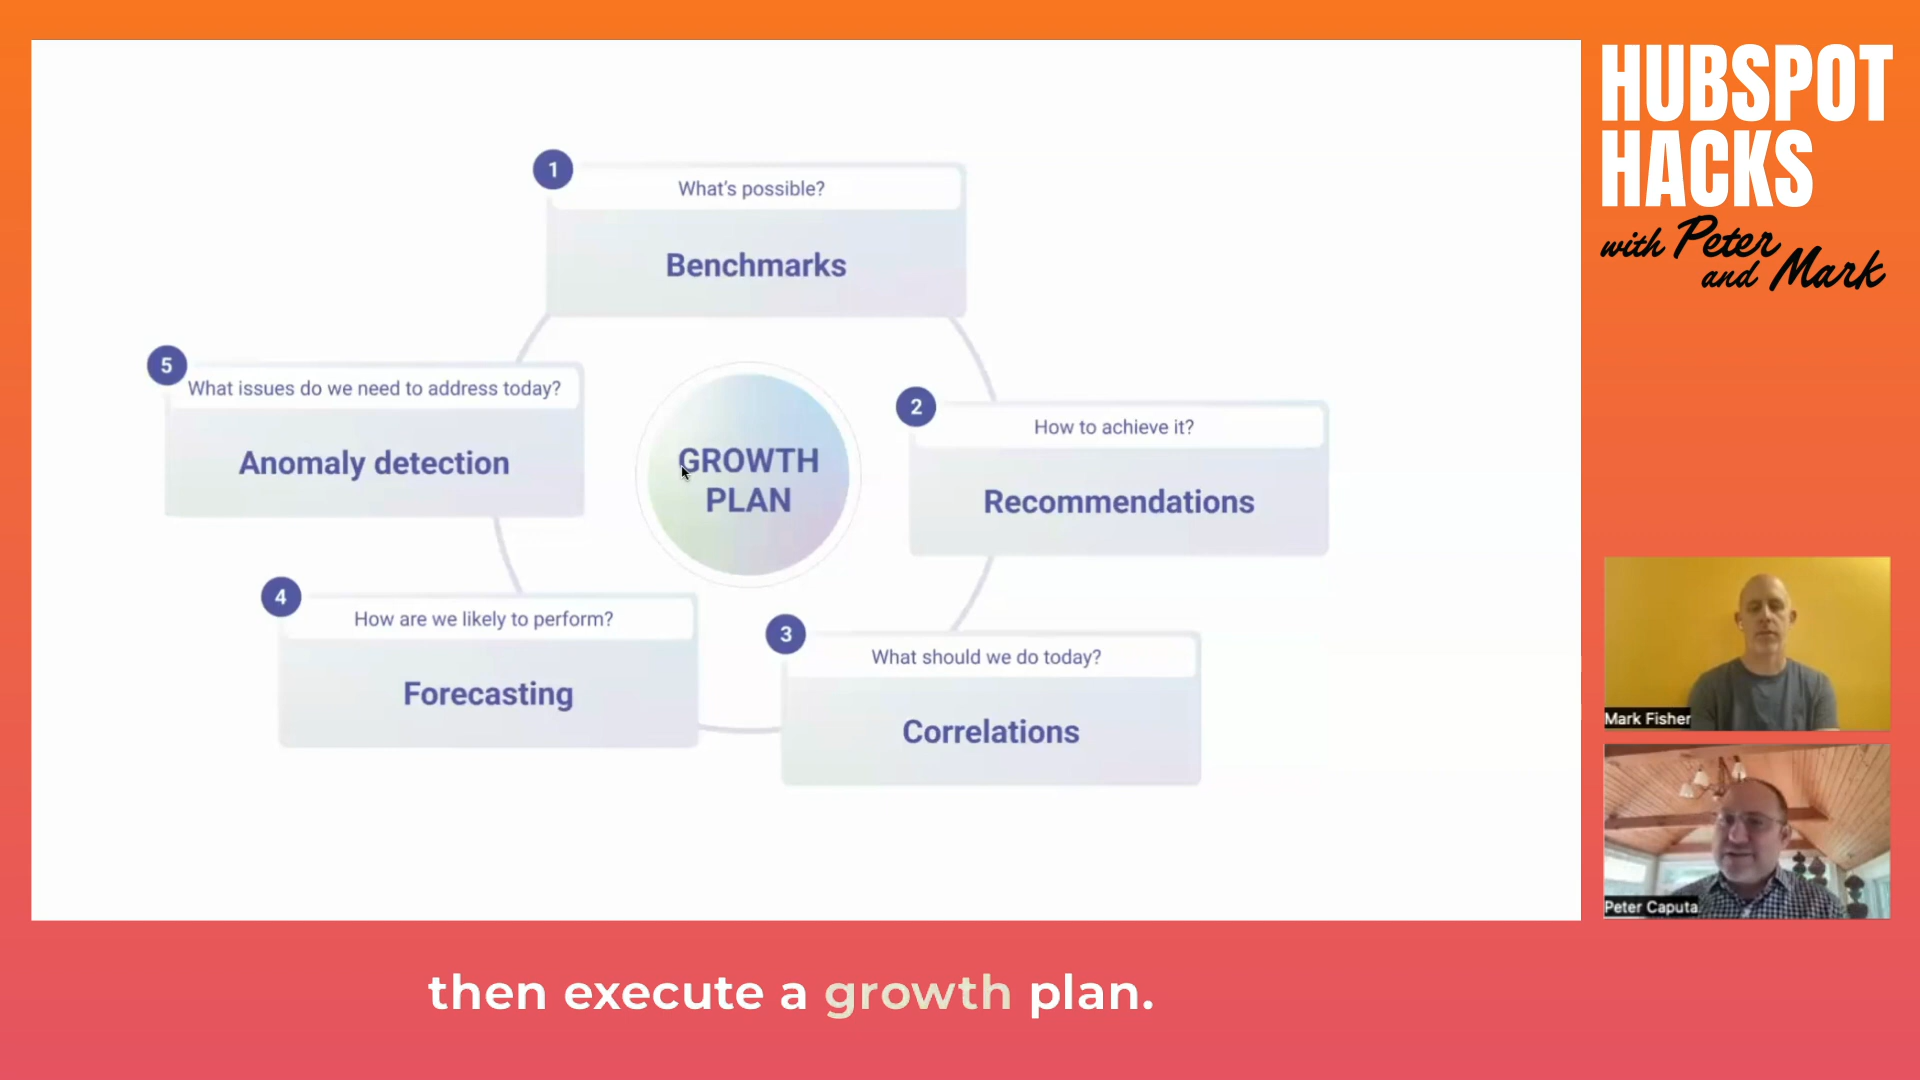 HUBSPOT
HACKS
with Peter
and Mark
1
What's possible?
Benchmarks
5
What issues do we need to address today?
Anomaly detection
GROWTH
PLAN
2
How to achieve it?
Recommendations
4
How are we likely to perform?
Forecasting
3
What should we do today?
Correlations
Mark Fisher
Peter Caputa
then execute a growth plan.